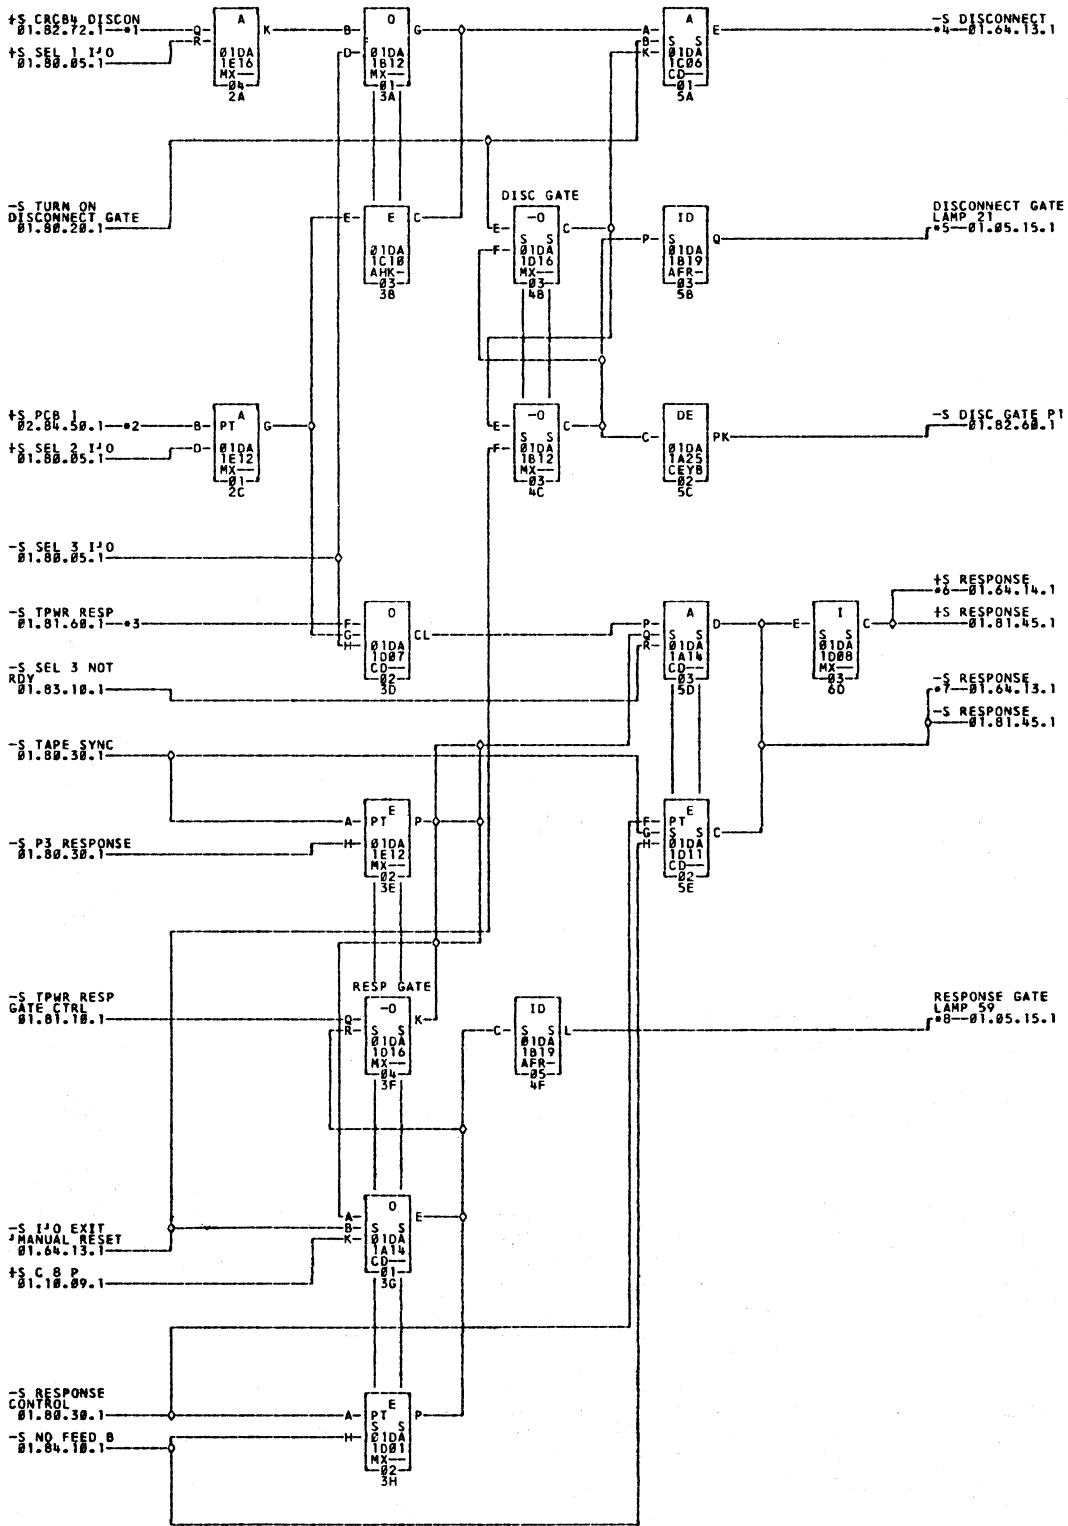 +S CRCB4 DISCON
01.82.72.1 *1
+S SEL 1 I'O
01.80.05.1
Q
R
A
01DA
1E16
MX
04
2A
K
B
D
O
01DA
1B12
MX
01
3A
G
A
B
K
A
S S
01DA
1C06
CD
01
5A
E
-S DISCONNECT
*4 01.64.13.1
-S TURN ON
DISCONNECT GATE
01.80.20.1
E
E
01DA
1C10
AHK
03
3B
C
DISC GATE
E
F
-O
S S
01DA
1D16
MX
03
4B
C
P
ID
S S
01DA
1B19
AFR
03
5B
Q
DISCONNECT GATE
LAMP 21
*5 01.05.15.1
+S PCB 1
02.84.50.1 *2
+S SEL 2 I'O
01.80.05.1
B
D
A
PT
01DA
1E12
MX
01
2C
G
E
F
-O
01DA
1B12
MX
03
4C
C
C
DE
01DA
1A25
CEYB
02
5C
PK
-S DISC GATE P1
01.82.60.1
-S SEL 3 I'O
01.80.05.1
-S TPWR RESP
01.81.60.1 *3
F
G
H
O
01DA
1D07
CD
02
3D
CL
P
Q
R
A
S S
01DA
1A14
CD
03
5D
D
E
I
S S
01DA
1D08
MX
03
6D
C
+S RESPONSE
*6 01.64.14.1
+S RESPONSE
01.81.45.1
-S SEL 3 NOT
RDY
01.83.10.1
-S RESPONSE
*7 01.64.13.1
-S RESPONSE
01.81.45.1
-S TAPE SYNC
01.80.30.1
-S P3 RESPONSE
01.80.30.1
A
H
E
PT
01DA
1E12
MX
02
3E
P
F
G
H
E
PT
S S
01DA
1D11
CD
02
5E
C
-S TPWR RESP
GATE CTRL
01.81.10.1
RESP GATE
Q
R
-O
S S
01DA
1D16
MX
04
3F
K
C
ID
S S
01DA
1B19
AFR
05
4F
L
RESPONSE GATE
LAMP 59
*8 01.05.15.1
-S I'O EXIT
'MANUAL RESET
01.64.13.1
+S C 8 P
01.10.09.1
A
B
K
O
S S
01DA
1A14
CD
01
3G
E
-S RESPONSE
CONTROL
01.80.30.1
-S NO FEED B
01.84.10.1
A
H
E
PT
S S
01DA
1D01
MX
02
3H
P